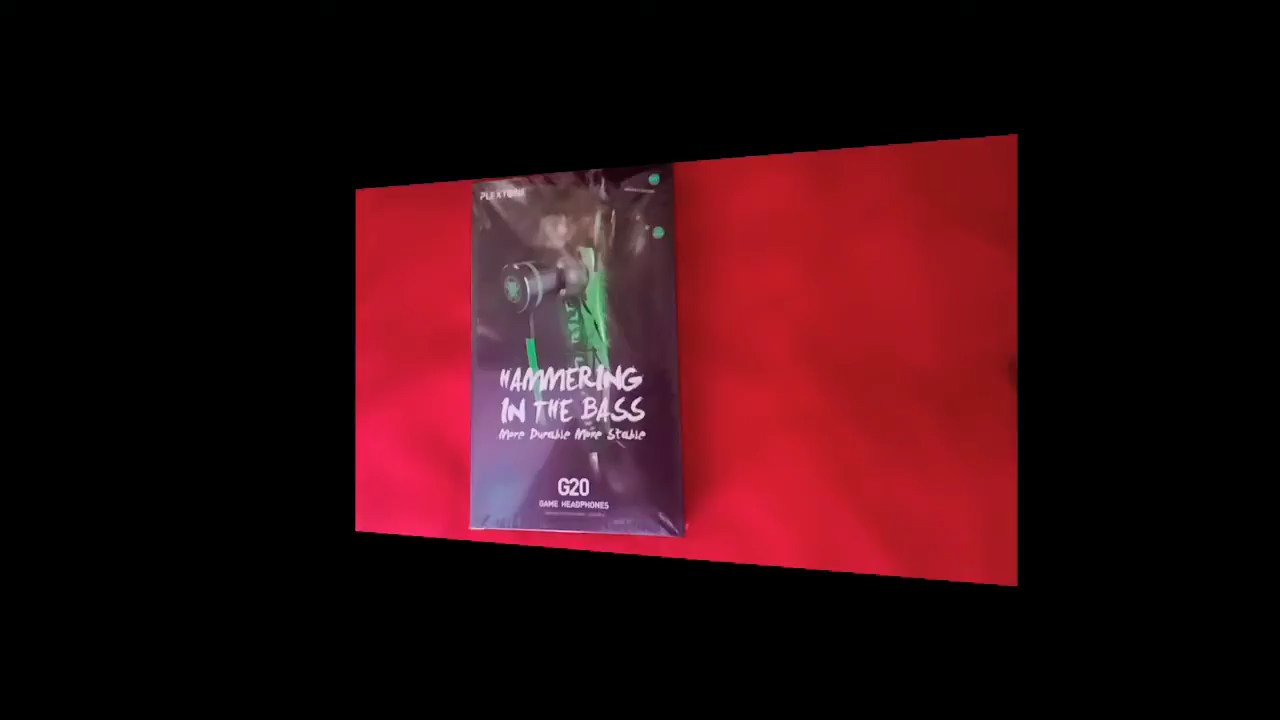 PLEXTONE
HAMMERING
IN THE BASS
More Durable More Stable
G20
GAME HEADPHONES